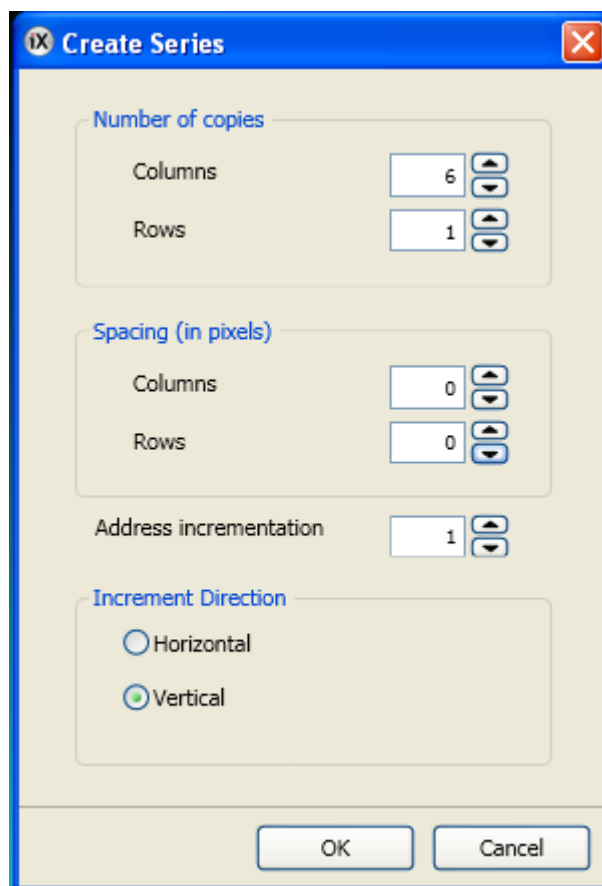 iX Create Series
Number of copies
Columns 6
Rows 1
Spacing (in pixels)
Columns 0
Rows 0
Address incrementation 1
Increment Direction
Horizontal
Vertical
OK Cancel